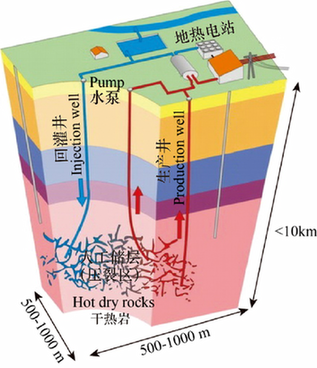 地热电站
Pump
水泵
回灌井
Injection well
生产井
Production well
<10km
人工储层
(压裂区)
Hot dry rocks
干热岩
500-1000 m
500-1000 m